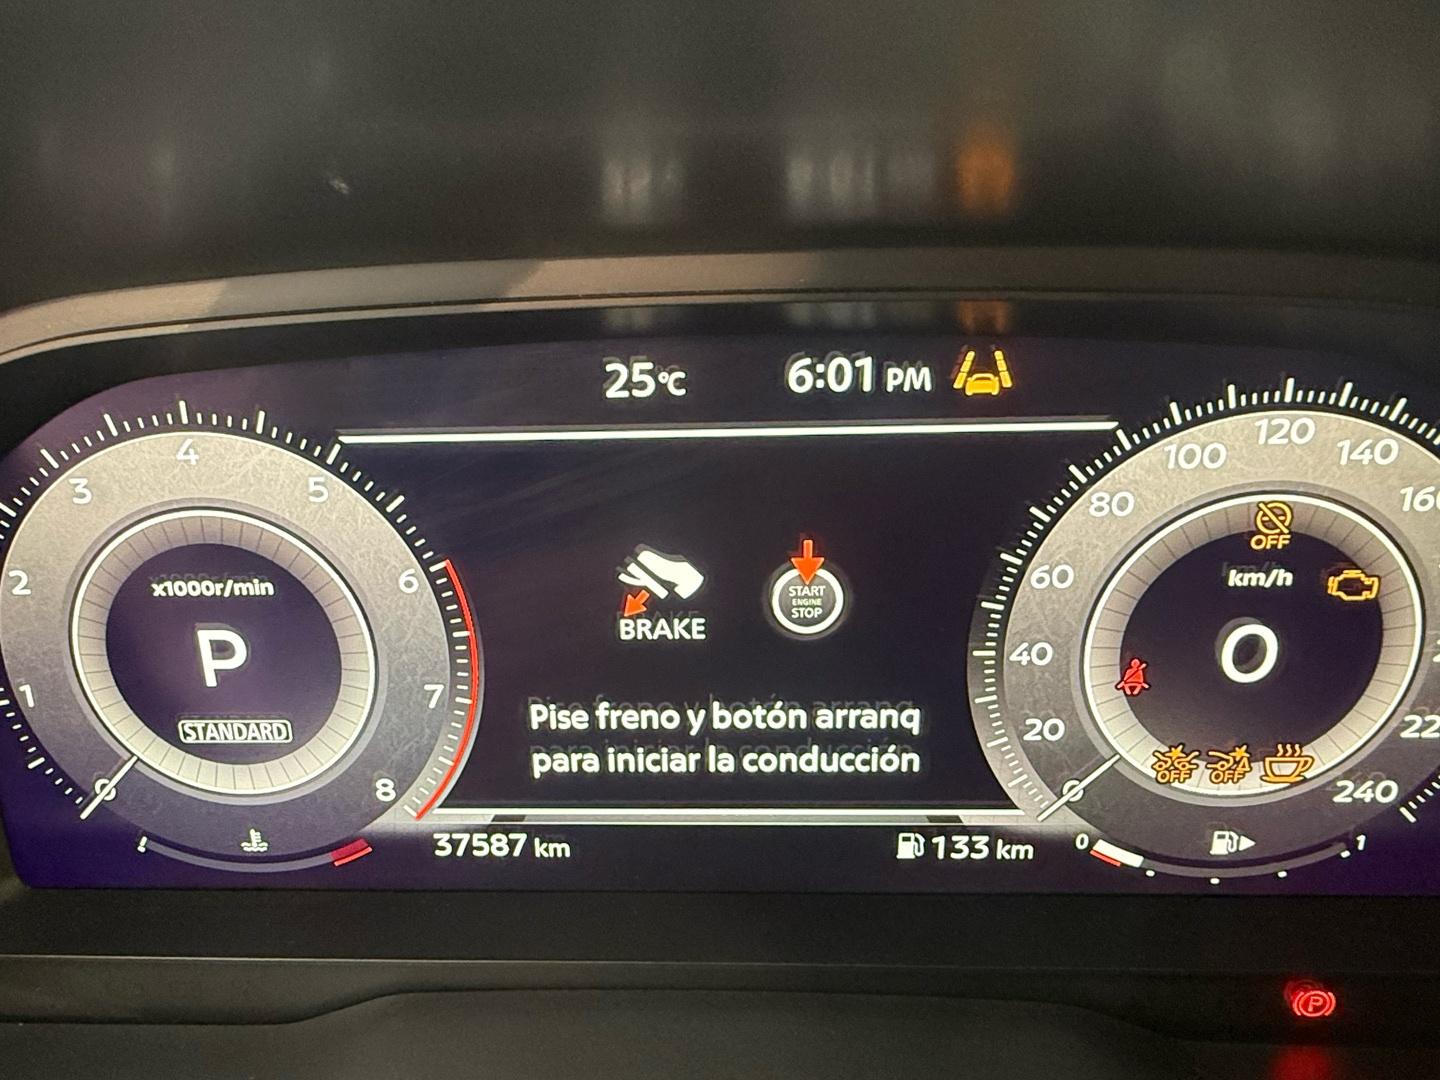 25°C 6:01 PM
4
3
5
2
6
1
7
8
0
x1000r/min
P
STANDARD
BRAKE
START
ENGINE
STOP
Pise freno y botón arranq
para iniciar la conducción
37587 km
133 km
0
20
40
60
80
100
120
140
240
OFF
km/h
0
OFF
OFF
0
1
P